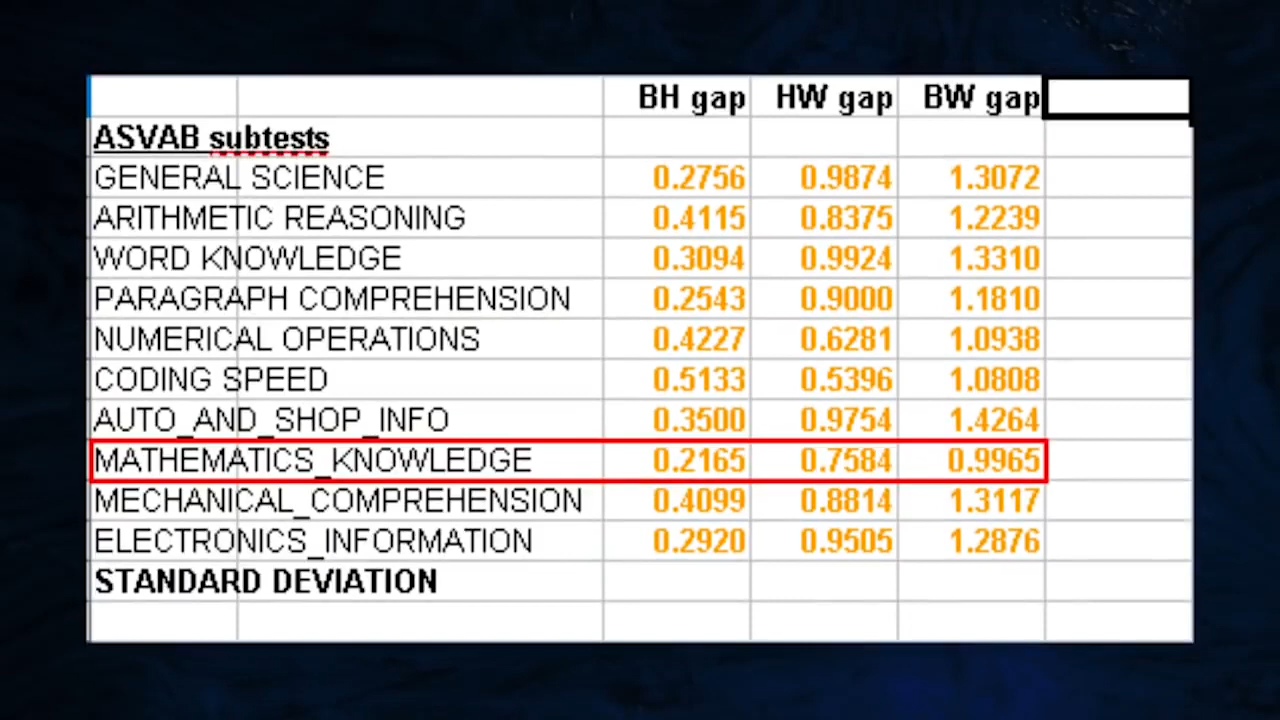 BH gap HW gap BW gap
ASVAB subtests
GENERAL SCIENCE 0.2756 0.9874 1.3072
ARITHMETIC REASONING 0.4115 0.8375 1.2239
WORD KNOWLEDGE 0.3094 0.9924 1.3310
PARAGRAPH COMPREHENSION 0.2543 0.9000 1.1810
NUMERICAL OPERATIONS 0.4227 0.6281 1.0938
CODING SPEED 0.5133 0.5396 1.0808
AUTO_AND_SHOP_INFO 0.3500 0.9754 1.4264
MATHEMATICS_KNOWLEDGE 0.2165 0.7584 0.9965
MECHANICAL_COMPREHENSION 0.4099 0.8814 1.3117
ELECTRONICS_INFORMATION 0.2920 0.9505 1.2876
STANDARD DEVIATION